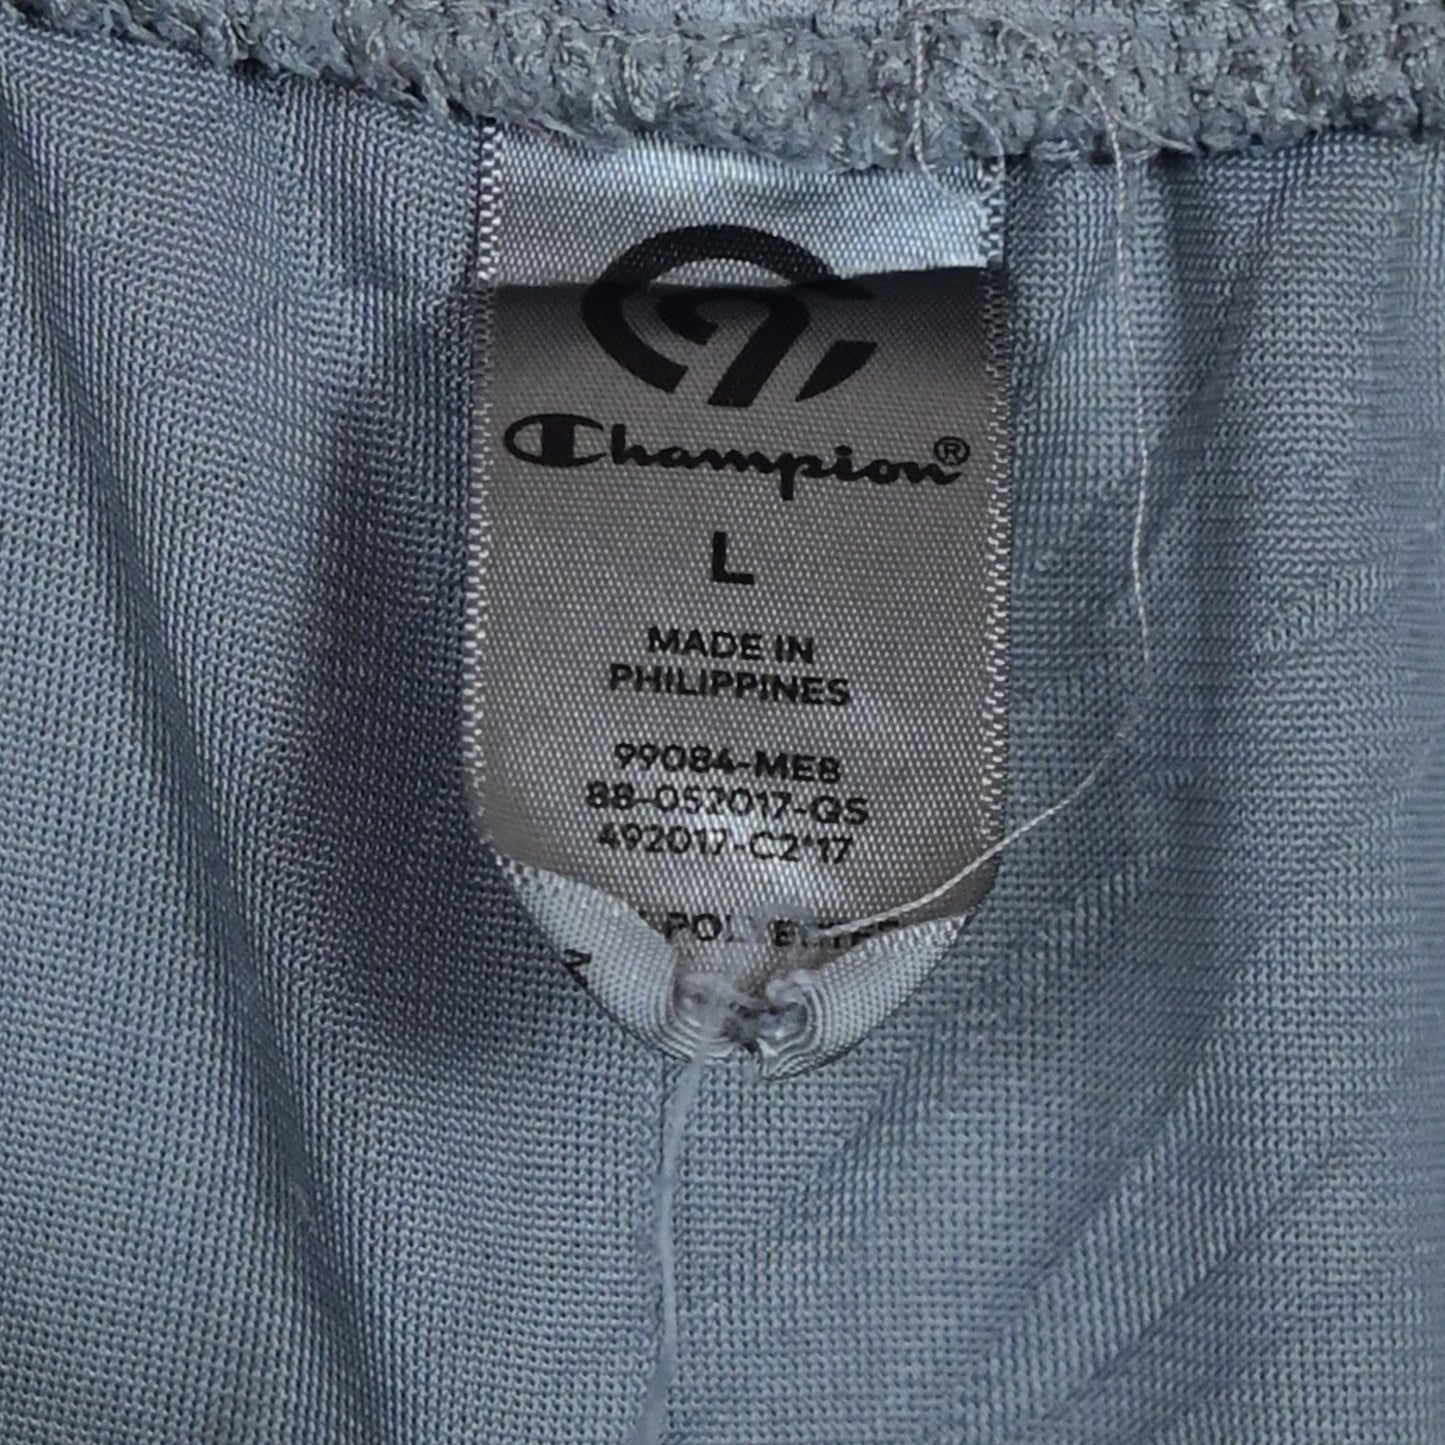 Champion®
L
MADE IN
PHILIPPINES
99084-MEB
88-052017-QS
492017-C2*17